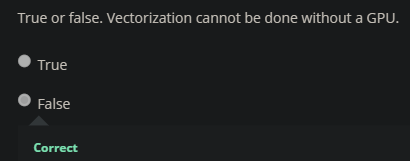 True or false. Vectorization cannot be done without a GPU.
True
False
Correct